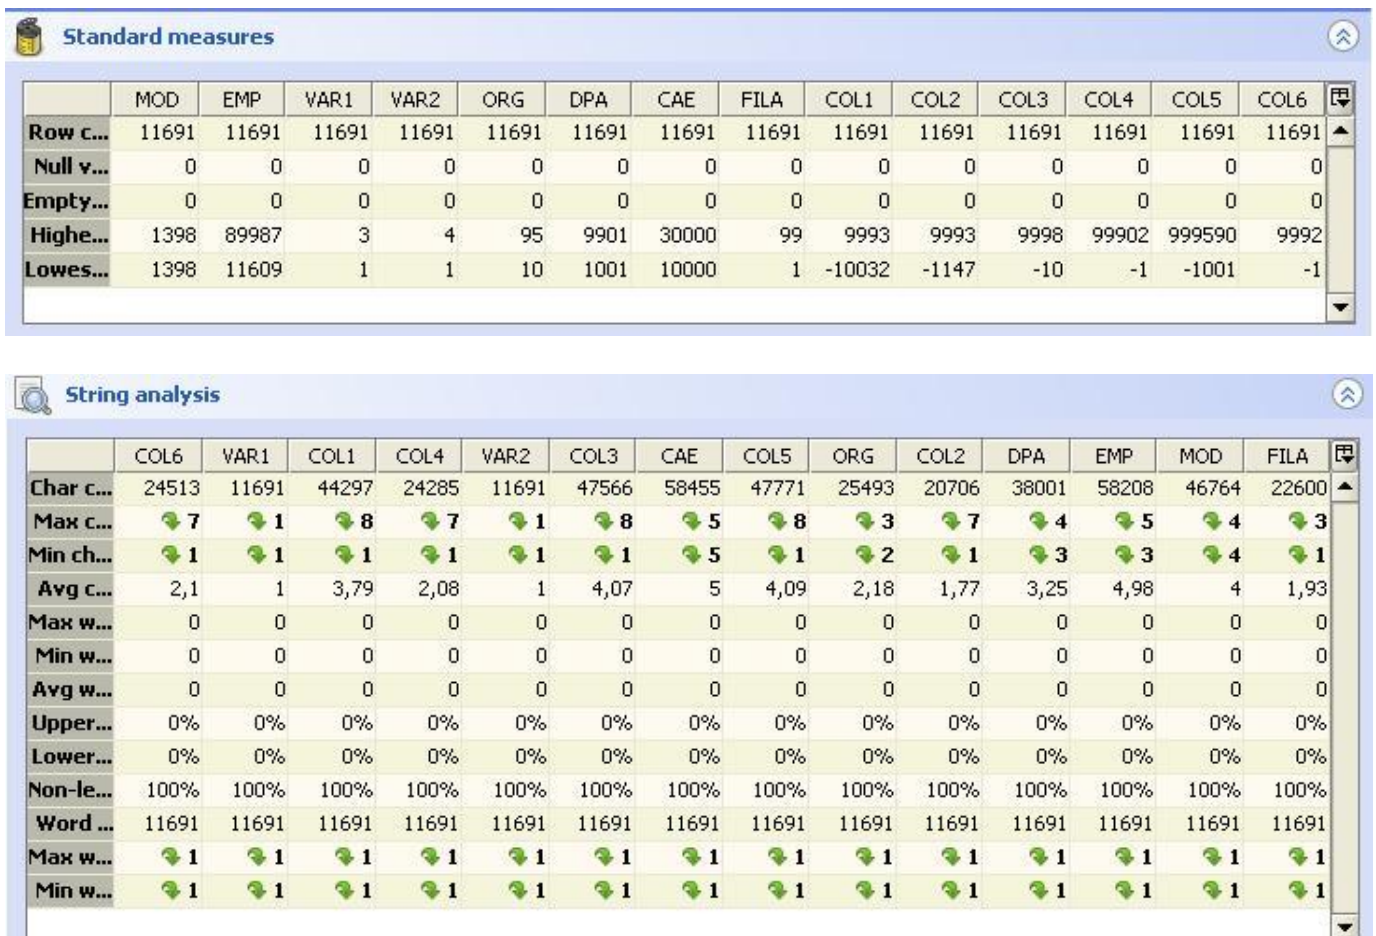 Standard measures
MOD EMP VAR1 VAR2 ORG DPA CAE FILA COL1 COL2 COL3 COL4 COL5 COL6
Row c... 11691 11691 11691 11691 11691 11691 11691 11691 11691 11691 11691 11691 11691 11691
Null v... 0 0 0 0 0 0 0 0 0 0 0 0 0 0
Empty... 0 0 0 0 0 0 0 0 0 0 0 0 0 0
Highe... 1398 89987 3 4 95 9901 30000 99 9993 9993 9998 99902 999590 9992
Lowes... 1398 11609 1 1 10 1001 10000 1 -10032 -1147 -10 -1 -1001 -1
String analysis
COL6 VAR1 COL1 COL4 VAR2 COL3 CAE COL5 ORG COL2 DPA EMP MOD FILA
Char c... 24513 11691 44297 24285 11691 47566 58455 47771 25493 20706 38001 58208 46764 22600
Max c... 7 1 8 7 1 8 5 8 3 7 4 5 4 3
Min ch... 1 1 1 1 1 1 5 1 2 1 3 3 4 1
Avg c... 2,1 1 3,79 2,08 1 4,07 5 4,09 2,18 1,77 3,25 4,98 4 1,93
Max w... 0 0 0 0 0 0 0 0 0 0 0 0 0 0
Min w... 0 0 0 0 0 0 0 0 0 0 0 0 0 0
Avg w... 0 0 0 0 0 0 0 0 0 0 0 0 0 0
Upper... 0% 0% 0% 0% 0% 0% 0% 0% 0% 0% 0% 0% 0% 0%
Lower... 0% 0% 0% 0% 0% 0% 0% 0% 0% 0% 0% 0% 0% 0%
Non-le... 100% 100% 100% 100% 100% 100% 100% 100% 100% 100% 100% 100% 100% 100%
Word ... 11691 11691 11691 11691 11691 11691 11691 11691 11691 11691 11691 11691 11691 11691
Max w... 1 1 1 1 1 1 1 1 1 1 1 1 1 1
Min w... 1 1 1 1 1 1 1 1 1 1 1 1 1 1